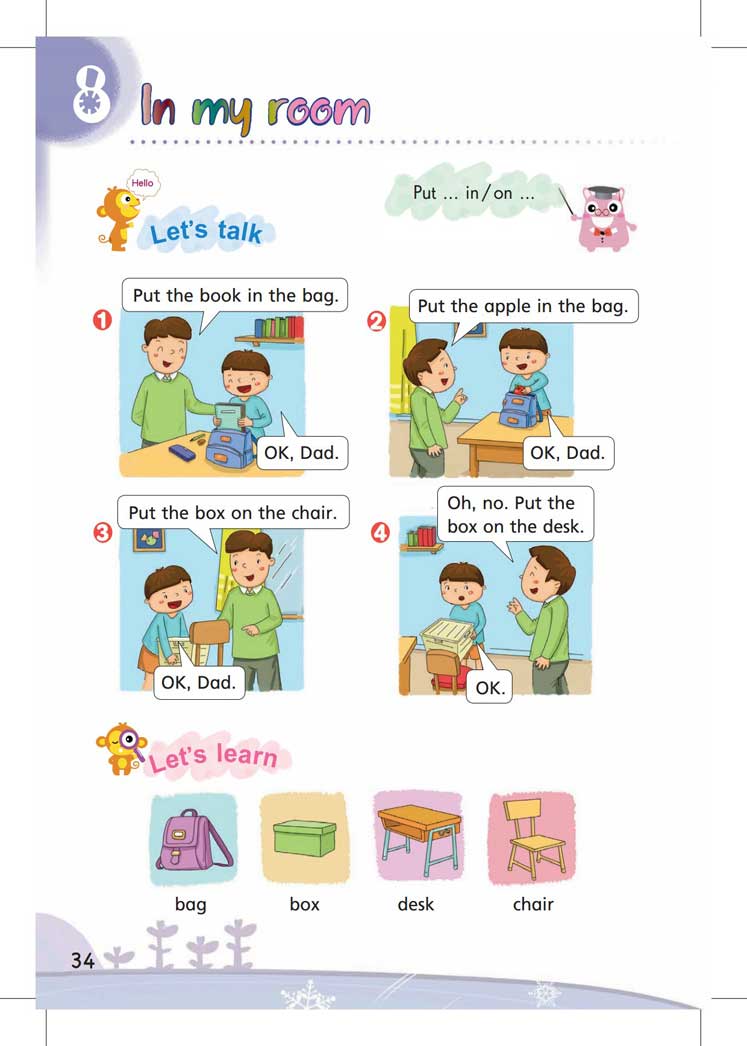 8
In my room
Hello
Let's talk
Put ... in / on ...
1
Put the book in the bag.
OK, Dad.
2
Put the apple in the bag.
OK, Dad.
3
Put the box on the chair.
OK, Dad.
4
Oh, no. Put the
box on the desk.
OK.
Let's learn
bag
box
desk
chair
34